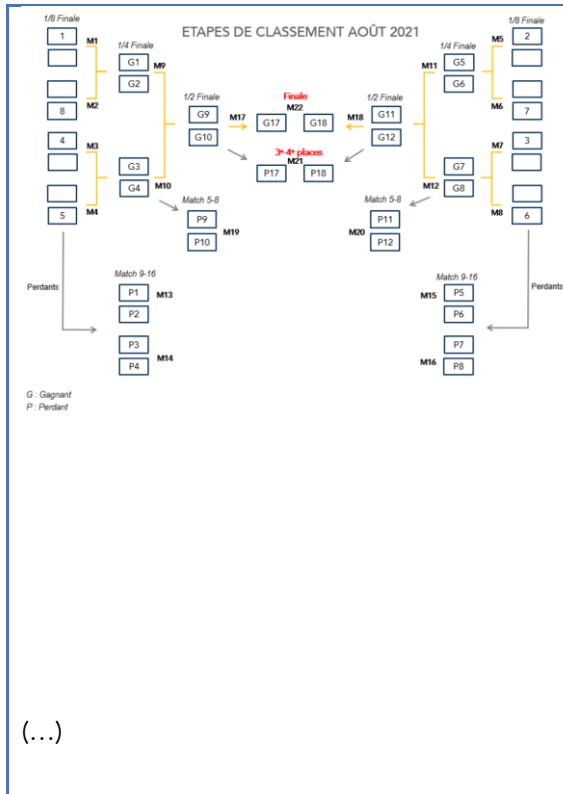 1/8 Finale
1/8 Finale
ETAPES DE CLASSEMENT AOÛT 2021
1
M1
1/4 Finale
1/4 Finale
M5
2
G1
M9
M11
G5
G2
G6
M2
M6
8
7
1/2 Finale
Finale
1/2 Finale
G9
M17
M22
M18
G11
G17
G18
G10
G12
4
M3
M7
3
3e-4e places
M21
P17
P18
G3
G7
G4
M10
M12
G8
5
M4
M8
6
Match 5-8
Match 5-8
P9
M19
P10
P11
M20
P12
Perdants
Perdants
Match 9-16
Match 9-16
P1
M13
P2
M15
P5
P6
P3
M14
P4
P7
M16
P8
G : Gagnant
P : Perdant
(...)